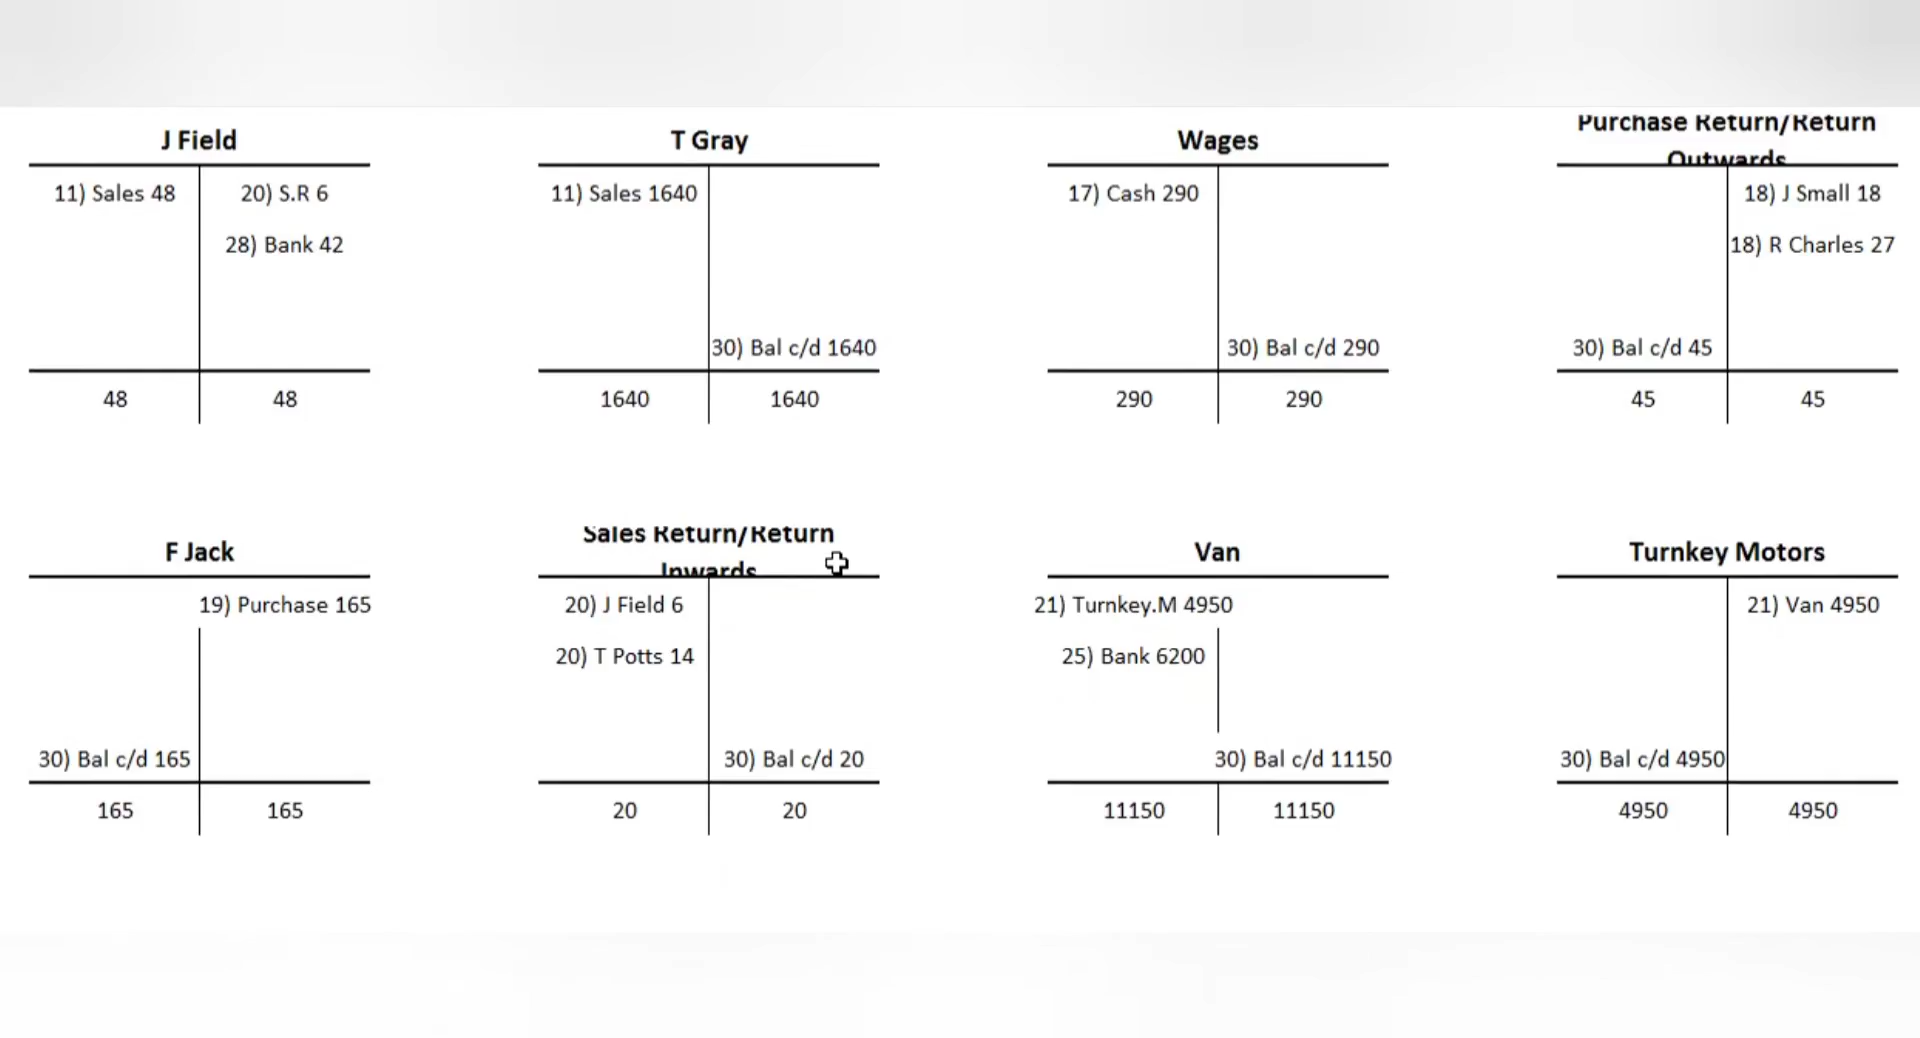 J Field
11) Sales 48
20) S.R 6
28) Bank 42
48
48
T Gray
11) Sales 1640
30) Bal c/d 1640
1640
1640
Wages
17) Cash 290
30) Bal c/d 290
290
290
Purchase Return/Return
Outwards
18) J Small 18
18) R Charles 27
30) Bal c/d 45
45
45
F Jack
19) Purchase 165
30) Bal c/d 165
165
165
Sales Return/Return
Inwards
20) J Field 6
20) T Potts 14
30) Bal c/d 20
20
20
Van
21) Turnkey.M 4950
25) Bank 6200
30) Bal c/d 11150
11150
11150
Turnkey Motors
21) Van 4950
30) Bal c/d 4950
4950
4950